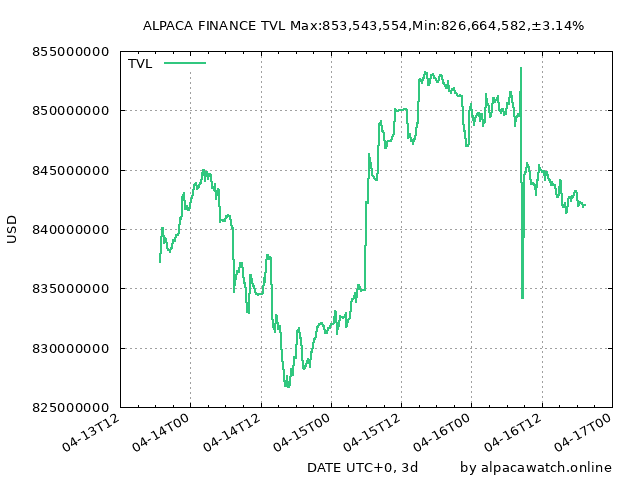 ALPACA FINANCE TVL Max:853,543,554,Min:826,664,582,±3.14%
855000000
TVL
850000000
845000000
840000000
835000000
830000000
825000000
USD
04-13T12
04-14T00
04-14T12
04-15T00
04-15T12
04-16T00
04-16T12
04-17T00
DATE UTC+0, 3d
by alpacawatch.online